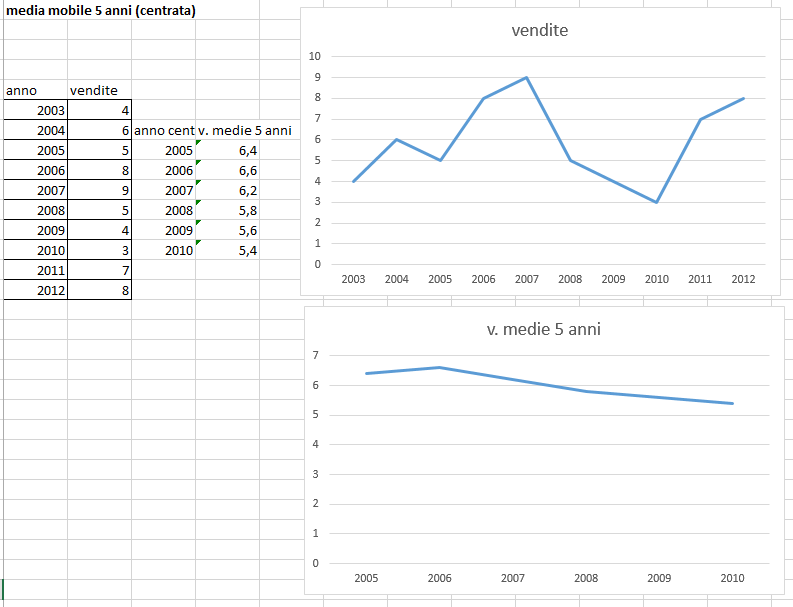 media mobile 5 anni (centrata)
anno vendite
2003 4
2004 6 anno cent v. medie 5 anni
2005 5 2005 6,4
2006 8 2006 6,6
2007 9 2007 6,2
2008 5 2008 5,8
2009 4 2009 5,6
2010 3 2010 5,4
2011 7
2012 8
vendite
10
9
8
7
6
5
4
3
2
1
0
2003 2004 2005 2006 2007 2008 2009 2010 2011 2012
v. medie 5 anni
7
6
5
4
3
2
1
0
2005 2006 2007 2008 2009 2010